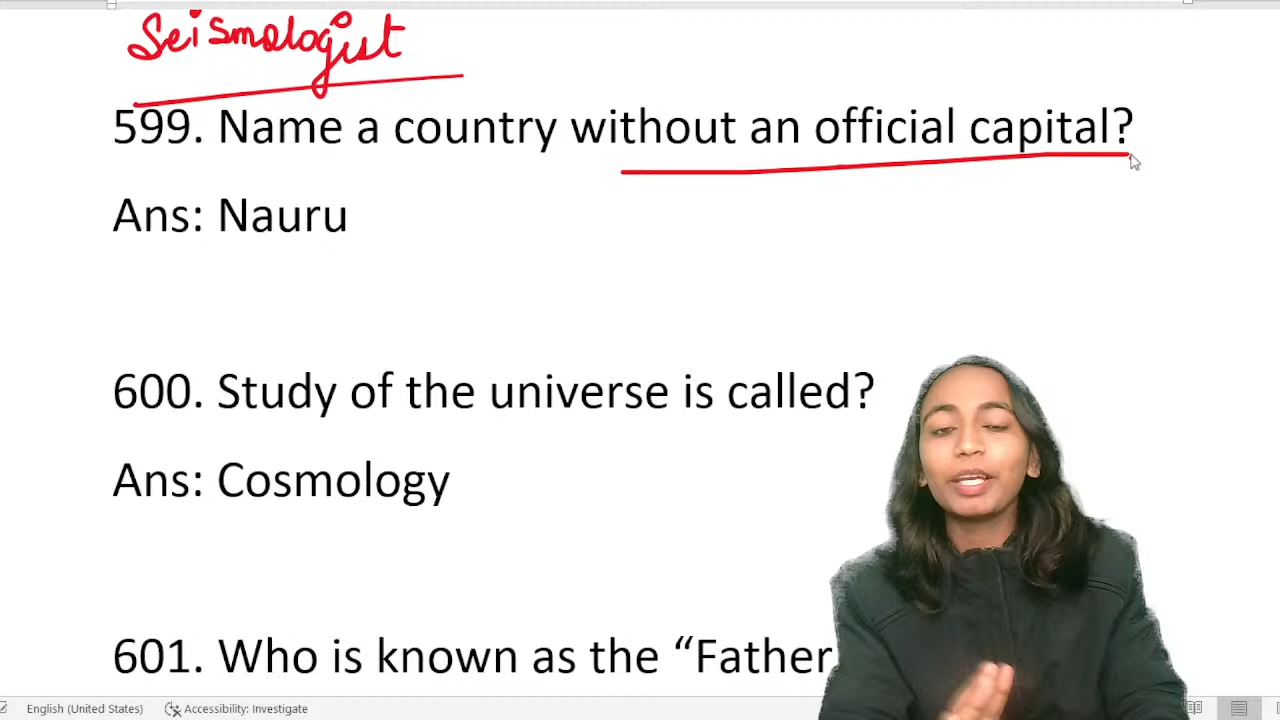 Seismologist
599. Name a country without an official capital?
Ans: Nauru
600. Study of the universe is called?
Ans: Cosmology
601. Who is known as the “Father
English (United States) Accessibility: Investigate